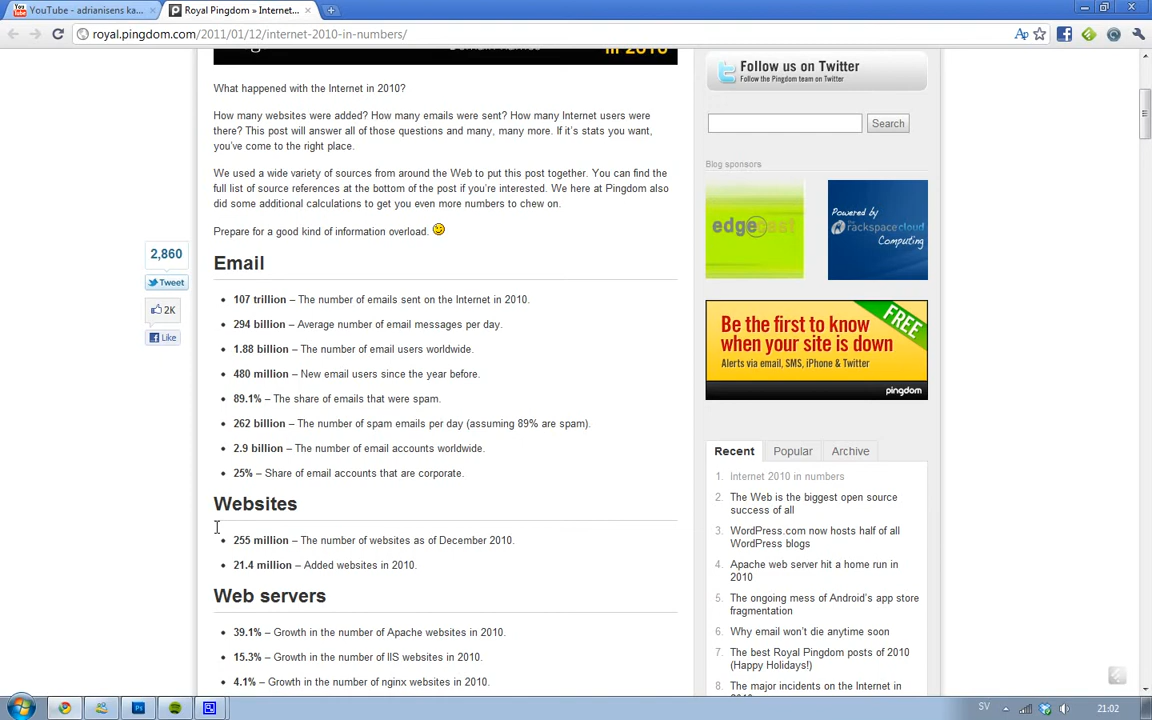 YouTube - adrianisens ka...
Royal Pingdom » Internet...
royal.pingdom.com/2011/01/12/internet-2010-in-numbers/
What happened with the Internet in 2010?
How many websites were added? How many emails were sent? How many Internet users were
there? This post will answer all of those questions and many, many more. If it's stats you want,
you've come to the right place.
We used a wide variety of sources from around the Web to put this post together. You can find the
full list of source references at the bottom of the post if you're interested. We here at Pingdom also
did some additional calculations to get you even more numbers to chew on.
Prepare for a good kind of information overload.
2,860
Tweet
2K
Like
Email
107 trillion – The number of emails sent on the Internet in 2010.
294 billion – Average number of email messages per day.
1.88 billion – The number of email users worldwide.
480 million – New email users since the year before.
89.1% – The share of emails that were spam.
262 billion – The number of spam emails per day (assuming 89% are spam).
2.9 billion – The number of email accounts worldwide.
25% – Share of email accounts that are corporate.
Websites
255 million – The number of websites as of December 2010.
21.4 million – Added websites in 2010.
Web servers
39.1% – Growth in the number of Apache websites in 2010.
15.3% – Growth in the number of IIS websites in 2010.
4.1% – Growth in the number of nginx websites in 2010.
Follow us on Twitter
Follow the Pingdom team on Twitter
Search
Blog sponsors
edgecast
Powered by
rackspacecloud
Computing
Be the first to know
when your site is down
FREE
Alerts via email, SMS, iPhone & Twitter
pingdom
Recent
Popular
Archive
1. Internet 2010 in numbers
2. The Web is the biggest open source
success of all
3. WordPress.com now hosts half of all
WordPress blogs
4. Apache web server hit a home run in
2010
5. The ongoing mess of Android's app store
fragmentation
6. Why email won't die anytime soon
7. The best Royal Pingdom posts of 2010
(Happy Holidays!)
8. The major incidents on the Internet in
SV
21:02